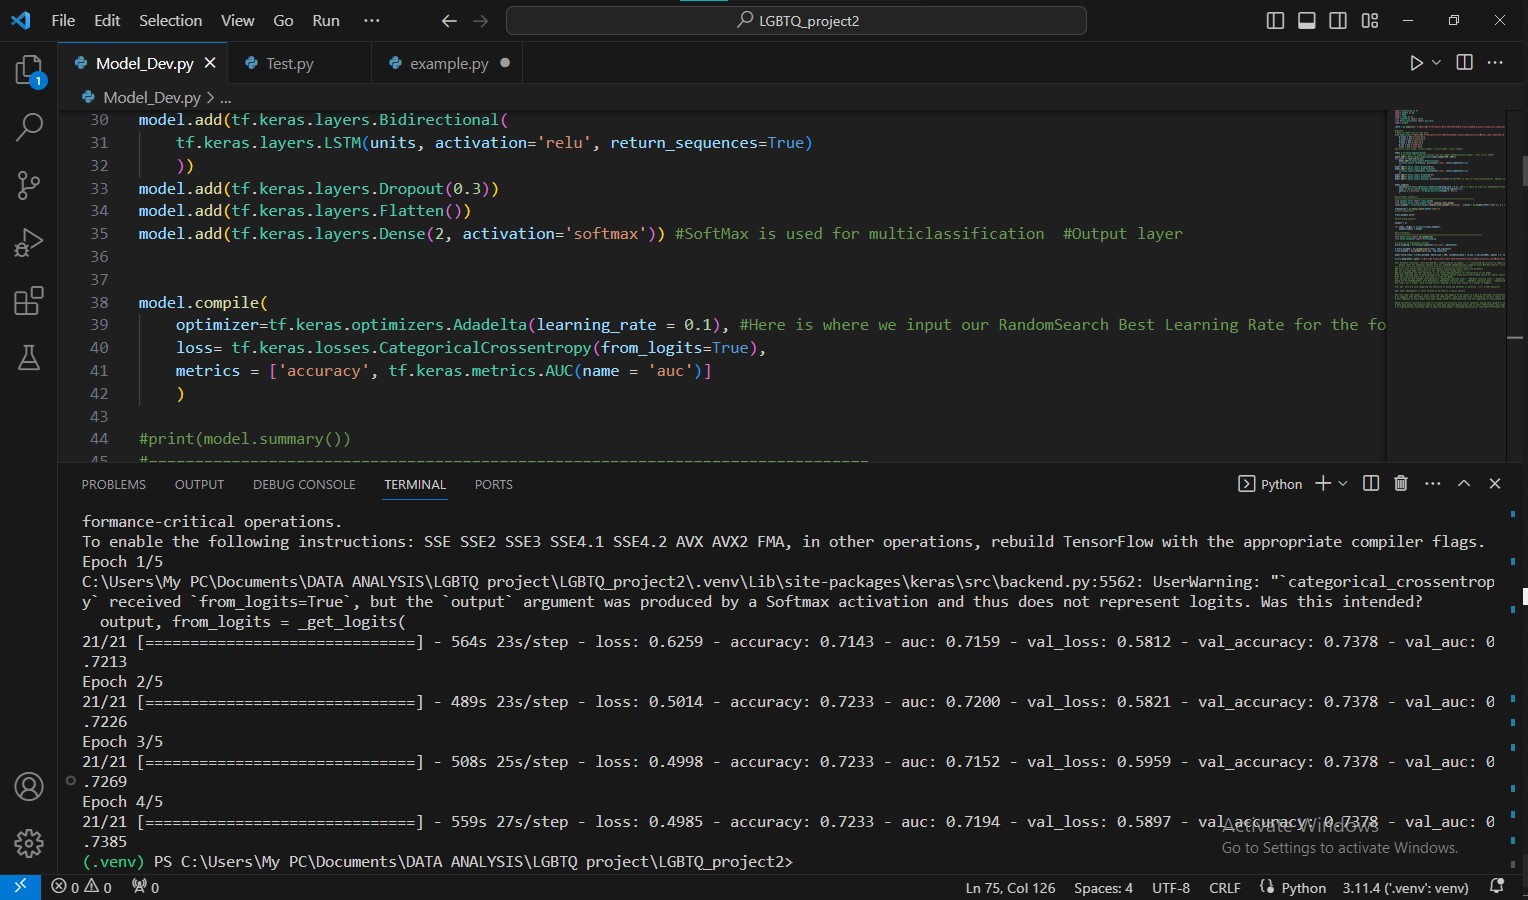 File Edit Selection View Go Run ··· LGBTQ_project2
Model_Dev.py Test.py example.py
Model_Dev.py > ...
30 model.add(tf.keras.layers.Bidirectional(
31 tf.keras.layers.LSTM(units, activation='relu', return_sequences=True)
32 ))
33 model.add(tf.keras.layers.Dropout(0.3))
34 model.add(tf.keras.layers.Flatten())
35 model.add(tf.keras.layers.Dense(2, activation='softmax')) #SoftMax is used for multiclassification #Output layer
36
37
38 model.compile(
39 optimizer=tf.keras.optimizers.Adadelta(learning_rate = 0.1), #Here is where we input our RandomSearch Best Learning Rate for the fo
40 loss= tf.keras.losses.CategoricalCrossentropy(from_logits=True),
41 metrics = ['accuracy', tf.keras.metrics.AUC(name = 'auc')]
42 )
43
44 #print(model.summary())
45 #==============================================================================
PROBLEMS OUTPUT DEBUG CONSOLE TERMINAL PORTS Python
formance-critical operations.
To enable the following instructions: SSE SSE2 SSE3 SSE4.1 SSE4.2 AVX AVX2 FMA, in other operations, rebuild TensorFlow with the appropriate compiler flags.
Epoch 1/5
C:\Users\My PC\Documents\DATA ANALYSIS\LGBTQ project\LGBTQ_project2\.venv\Lib\site-packages\keras\src\backend.py:5562: UserWarning: "`categorical_crossentrop
y` received `from_logits=True`, but the `output` argument was produced by a Softmax activation and thus does not represent logits. Was this intended?
output, from_logits = _get_logits(
21/21 [==============================] - 564s 23s/step - loss: 0.6259 - accuracy: 0.7143 - auc: 0.7159 - val_loss: 0.5812 - val_accuracy: 0.7378 - val_auc: 0
.7213
Epoch 2/5
21/21 [==============================] - 489s 23s/step - loss: 0.5014 - accuracy: 0.7233 - auc: 0.7200 - val_loss: 0.5821 - val_accuracy: 0.7378 - val_auc: 0
.7226
Epoch 3/5
21/21 [==============================] - 508s 25s/step - loss: 0.4998 - accuracy: 0.7233 - auc: 0.7152 - val_loss: 0.5959 - val_accuracy: 0.7378 - val_auc: 0
.7269
Epoch 4/5
21/21 [==============================] - 559s 27s/step - loss: 0.4985 - accuracy: 0.7233 - auc: 0.7194 - val_loss: 0.5897 - val_accuracy: 0.7378 - val_auc: 0
.7385
(.venv) PS C:\Users\My PC\Documents\DATA ANALYSIS\LGBTQ project\LGBTQ_project2>
Activate Windows
Go to Settings to activate Windows.
0 0 0 Ln 75, Col 126 Spaces: 4 UTF-8 CRLF Python 3.11.4 ('.venv': venv)
1